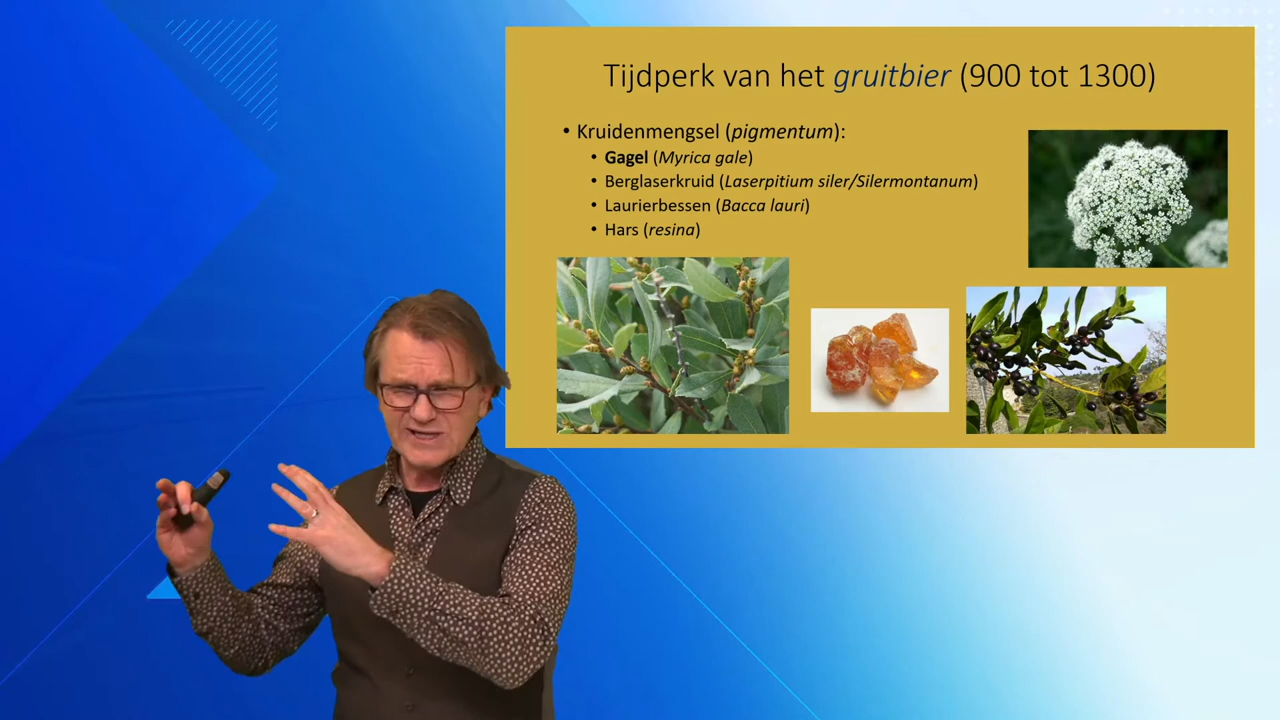 Tijdperk van het gruitbier (900 tot 1300)
• Kruidenmengsel (pigmentum):
• Gagel (Myrica gale)
• Berglaserkruid (Laserpitium siler/Silermontanum)
• Laurierbessen (Bacca lauri)
• Hars (resina)